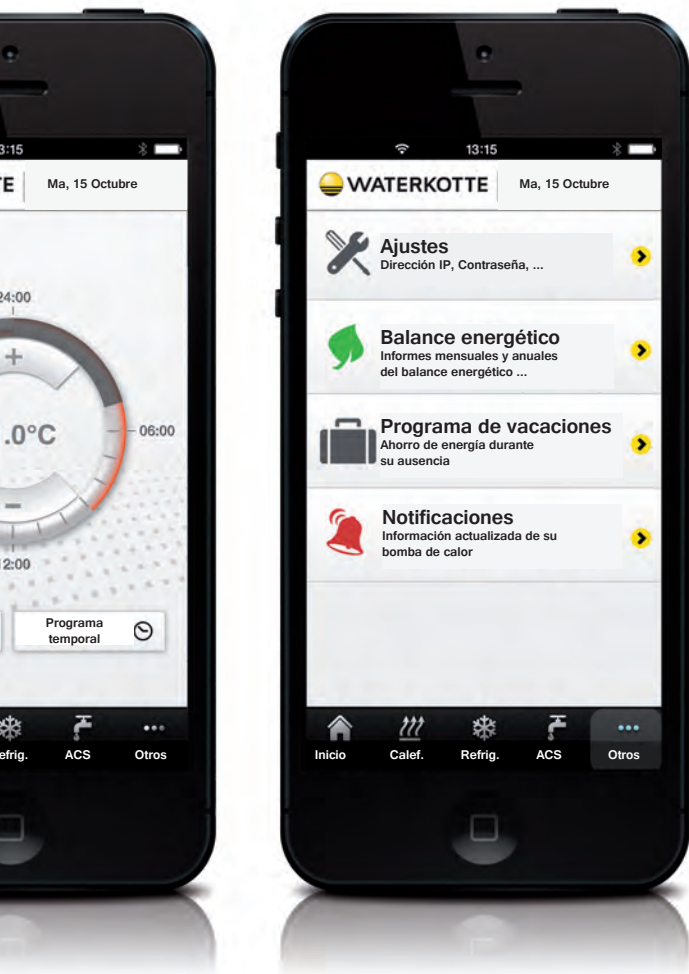 3:15
TE
Ma, 15 Octubre
24:00
+
.0°C
06:00
−
2:00
Programa
temporal
efrig.
ACS
Otros
13:15
WATERKOTTE
Ma, 15 Octubre
Ajustes
Dirección IP, Contraseña, ...
Balance energético
Informes mensuales y anuales
del balance energético ...
Programa de vacaciones
Ahorro de energía durante
su ausencia
Notificaciones
Información actualizada de su
bomba de calor
Inicio
Calef.
Refrig.
ACS
Otros